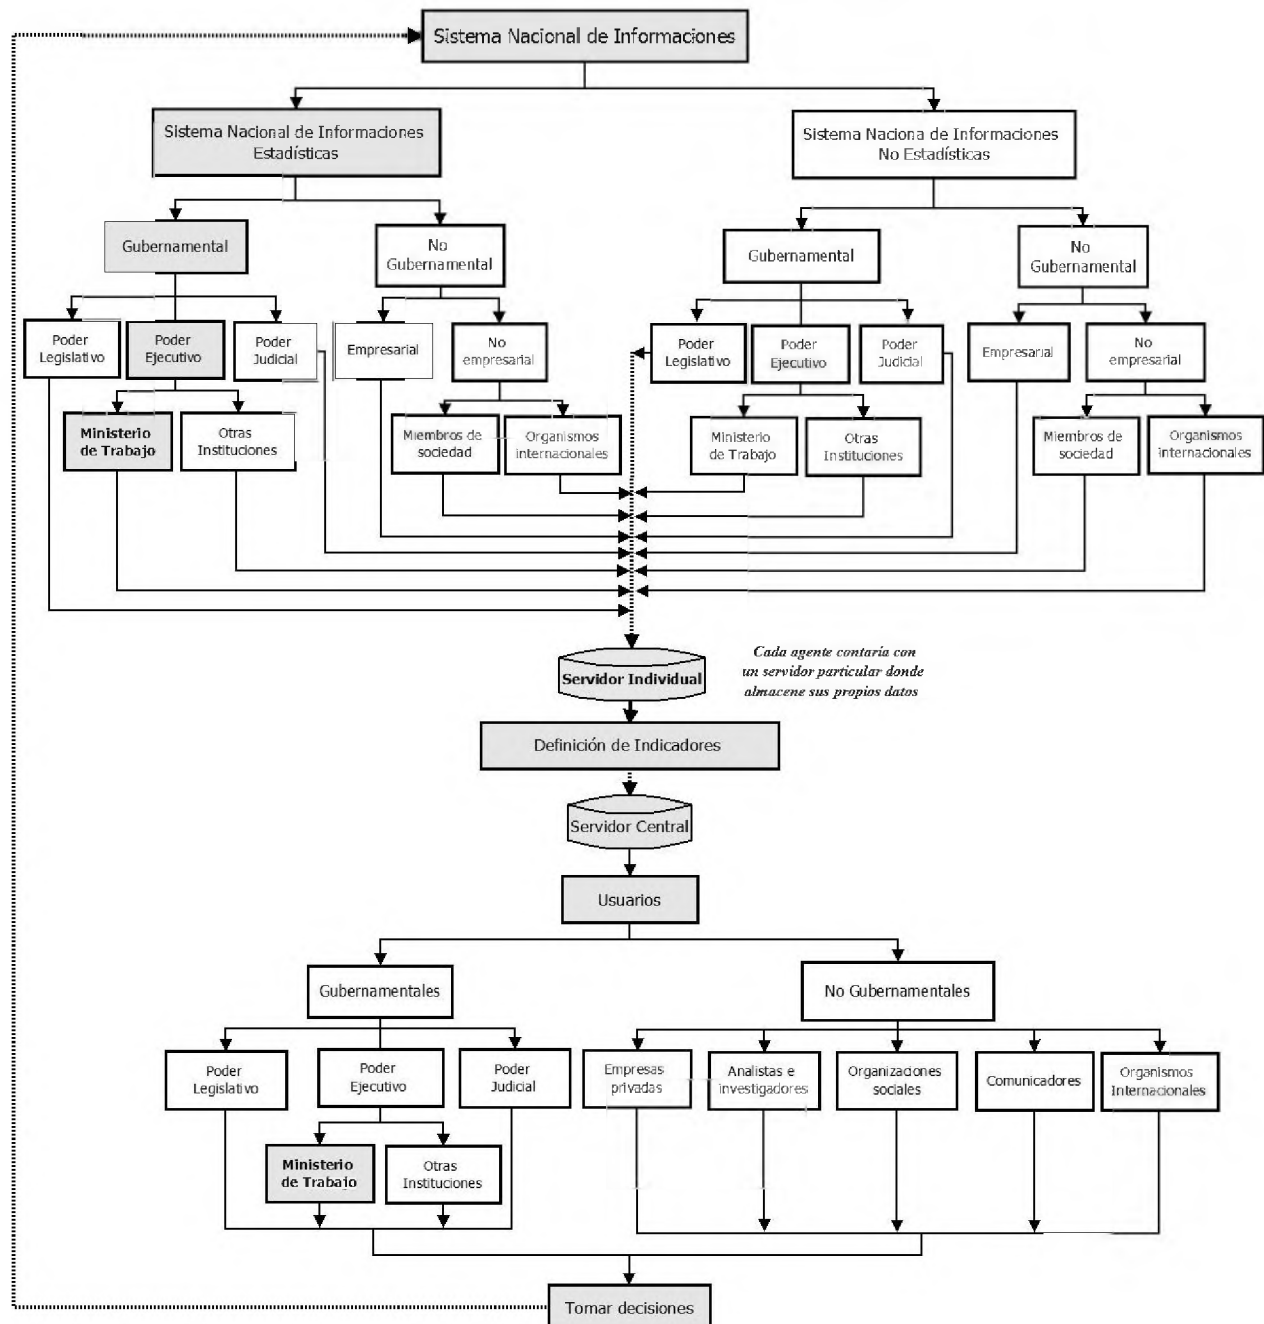 Sistema Nacional de Informaciones
Sistema Nacional de Informaciones
Estadísticas
Sistema Naciona de Informaciones
No Estadísticas
Gubernamental
No
Gubernamental
Gubernamental
No
Gubernamental
Poder
Legislativo
Poder
Ejecutivo
Poder
Judicial
Empresarial
No
empresarial
Poder
Legislativo
Poder
Ejecutivo
Poder
Judicial
Empresarial
No
empresarial
Ministerio
de Trabajo
Otras
Instituciones
Miembros de
sociedad
Organismos
internacionales
Ministerio
de Trabajo
Otras
Instituciones
Miembros de
sociedad
Organismos
internacionales
Cada agente contaría con
un servidor particular donde
almacene sus propios datos
Servidor Individual
Definición de Indicadores
Servidor Central
Usuarios
Gubernamentales
No Gubernamentales
Poder
Legislativo
Poder
Ejecutivo
Poder
Judicial
Empresas
privadas
Analistas e
investigadores
Organizaciones
sociales
Comunicadores
Organismos
Internacionales
Ministerio
de Trabajo
Otras
Instituciones
Tomar decisiones